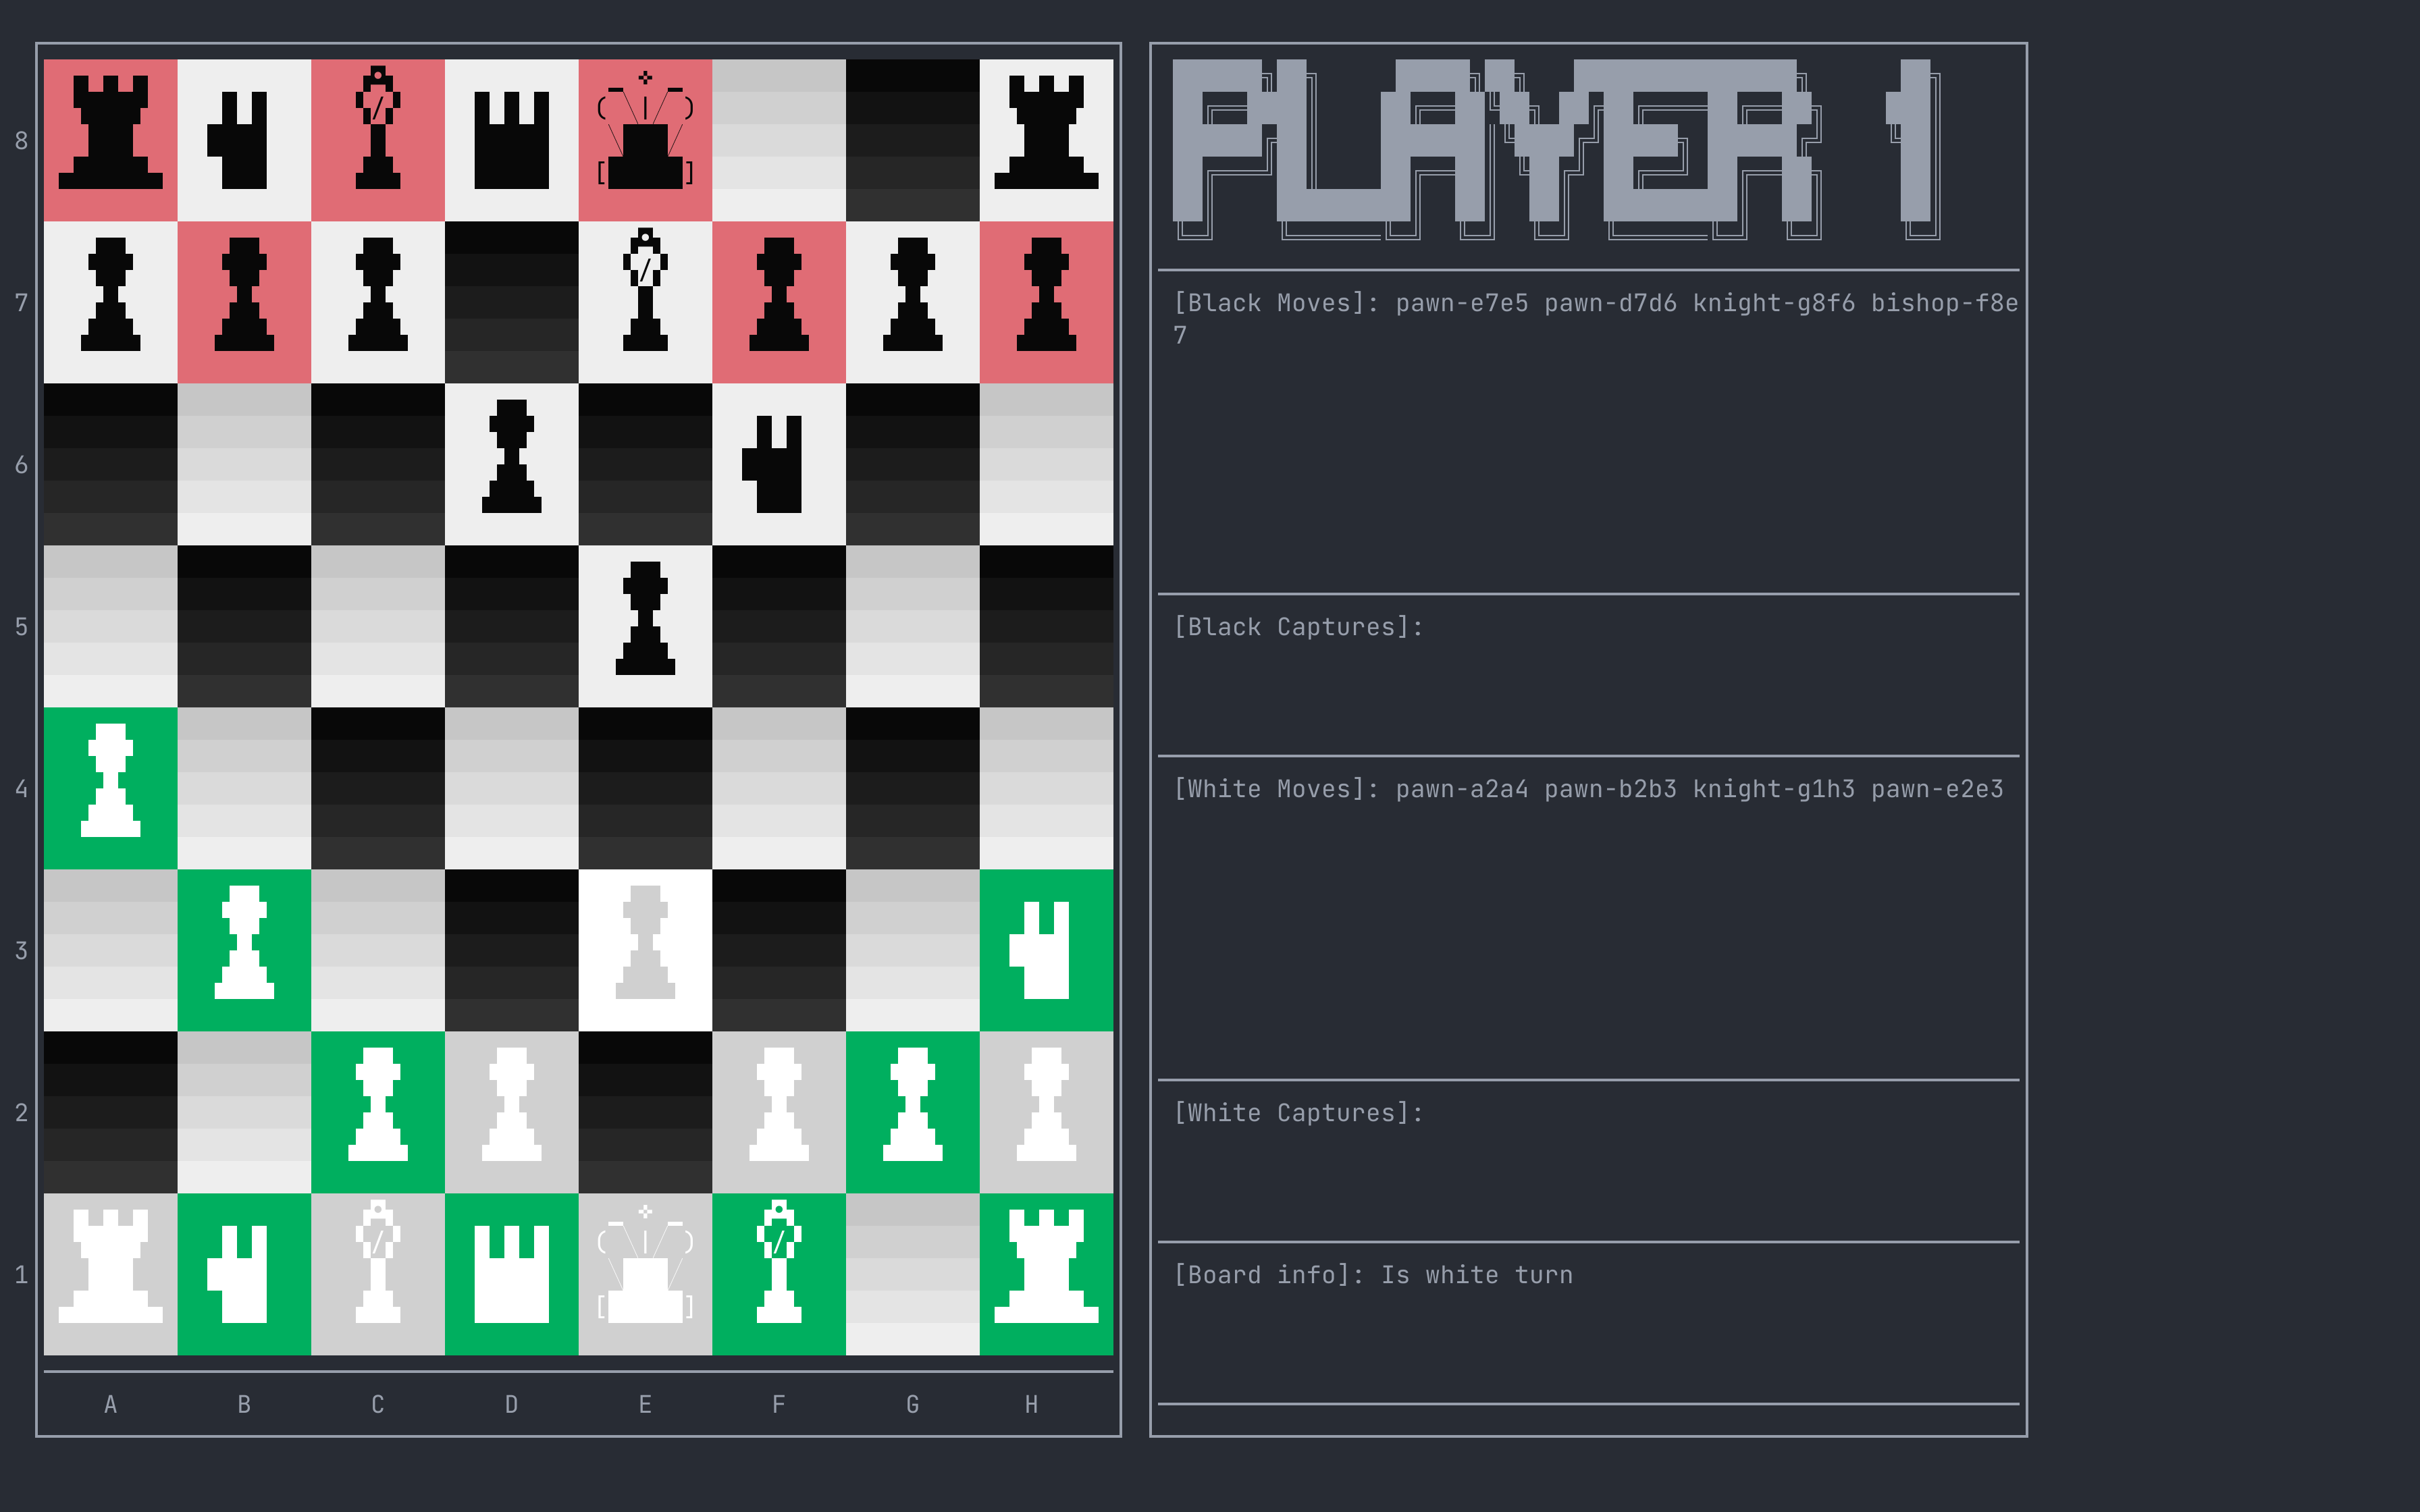 PLAYER 1
8
[Black Moves]: pawn-e7e5 pawn-d7d6 knight-g8f6 bishop-f8e
7
7
6
5
[Black Captures]:
4
[White Moves]: pawn-a2a4 pawn-b2b3 knight-g1h3 pawn-e2e3
3
2
[White Captures]:
1
[Board info]: Is white turn
A B C D E F G H